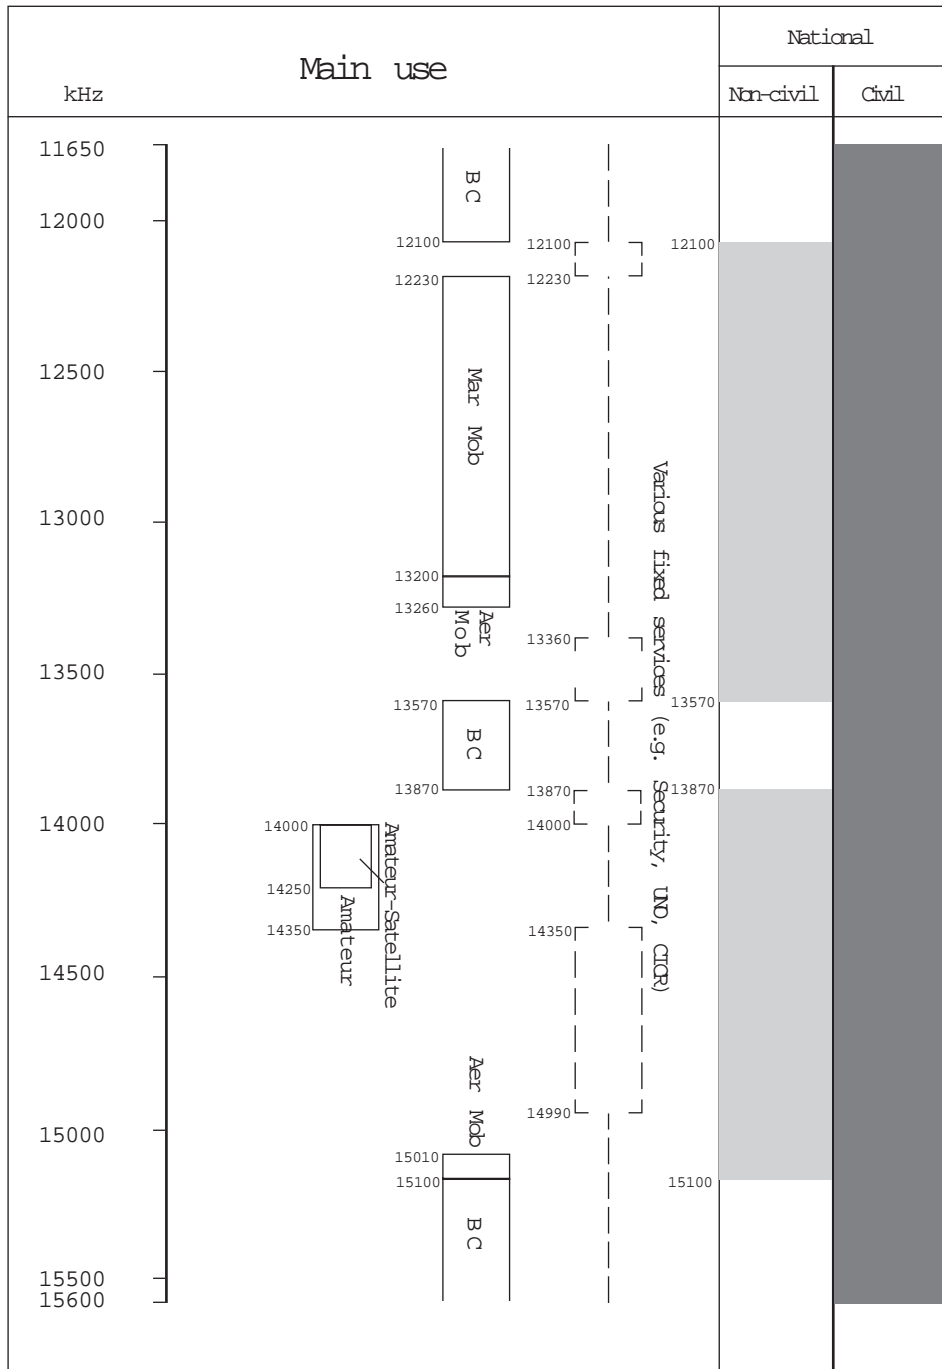 National
Main use
kHz
Non-civil
Civil
11650
BC
12000
12100
12100
12100
12230
12230
12500
Mar Mob
Various fixed services (e.g. Security, UNO, CICR)
13000
13200
13260
Aer
Mob
13360
13500
13570
13570
13570
BC
13870
13870
13870
14000
14000
14000
Amateur-Satellite
14250
Amateur
14350
14350
14500
Aer Mob
14990
15000
15010
15100
15100
BC
15500
15600